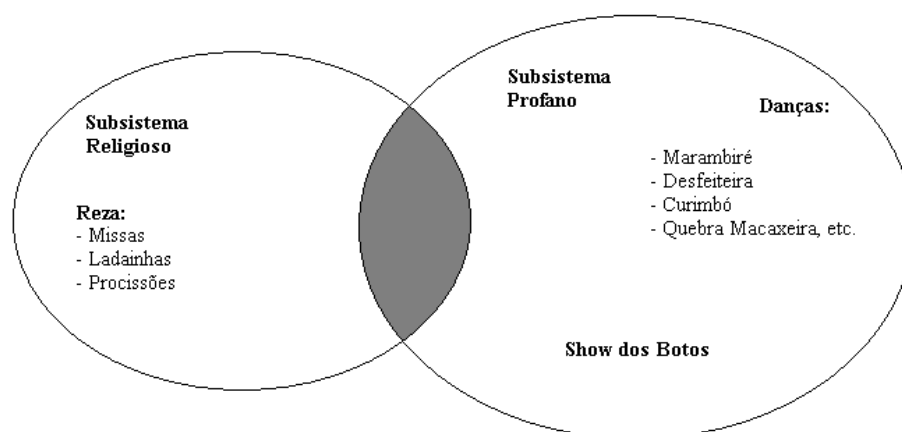 Subsistema
Religioso
Reza:
- Missas
- Ladainhas
- Procissões
Subsistema
Profano
Danças:
- Marambiré
- Desfeiteira
- Curimbó
- Quebra Macaxeira, etc.
Show dos Botos